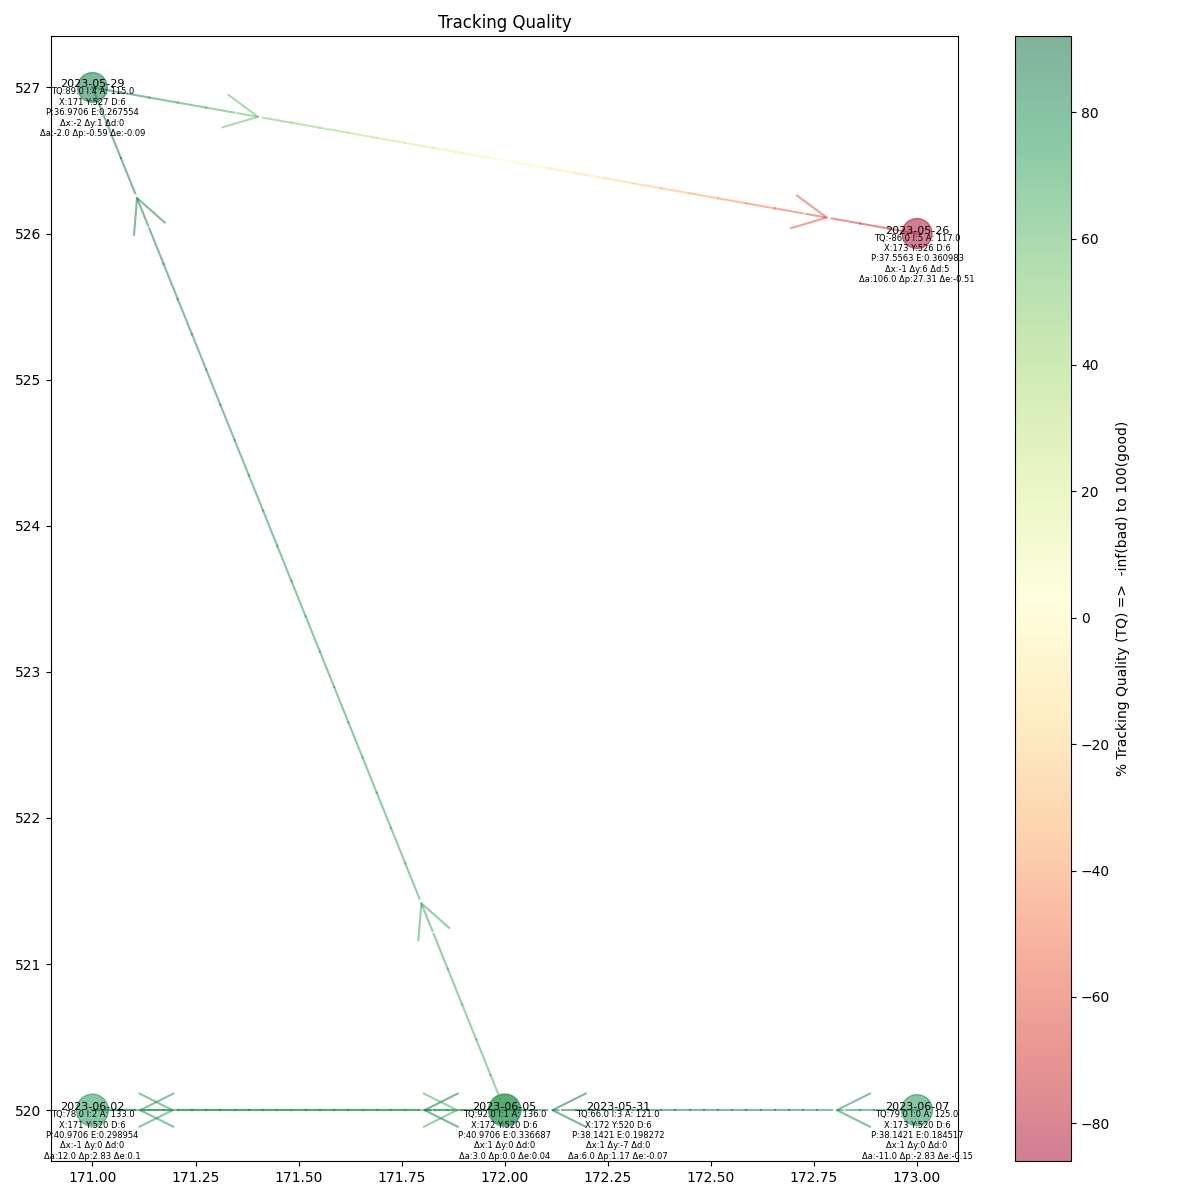 Tracking Quality
527
526
525
524
523
522
521
520
2023-05-29
TQ:89.0 I:4 A: 115.0
X:171 Y:527 D:6
P:36.9706 E:0.267554
Δx:-2 Δy:1 Δd:0
Δa:-2.0 Δp:-0.59 Δe:-0.09
2023-05-26
TQ:-86.0 I:5 A: 117.0
X:173 Y:526 D:6
P:37.5563 E:0.360983
Δx:-1 Δy:6 Δd:5
Δa:106.0 Δp:27.31 Δe:-0.51
2023-06-02
TQ:78.0 I:2 A: 133.0
X:171 Y:520 D:6
P:40.9706 E:0.298954
Δx:-1 Δy:0 Δd:0
Δa:12.0 Δp:2.83 Δe:0.1
2023-06-05
TQ:92.0 I:1 A: 136.0
X:172 Y:520 D:6
P:40.9706 E:0.336687
Δx:1 Δy:0 Δd:0
Δa:3.0 Δp:0.0 Δe:0.04
2023-05-31
TQ:66.0 I:3 A: 121.0
X:172 Y:520 D:6
P:38.1421 E:0.198272
Δx:1 Δy:-7 Δd:0
Δa:6.0 Δp:1.17 Δe:-0.07
2023-06-07
TQ:79.0 I:0 A: 125.0
X:173 Y:520 D:6
P:38.1421 E:0.184517
Δx:1 Δy:0 Δd:0
Δa:-11.0 Δp:-2.83 Δe:-0.15
171.00 171.25 171.50 171.75 172.00 172.25 172.50 172.75 173.00
80
60
40
20
0
−20
−40
−60
−80
% Tracking Quality (TQ) => -inf(bad) to 100(good)